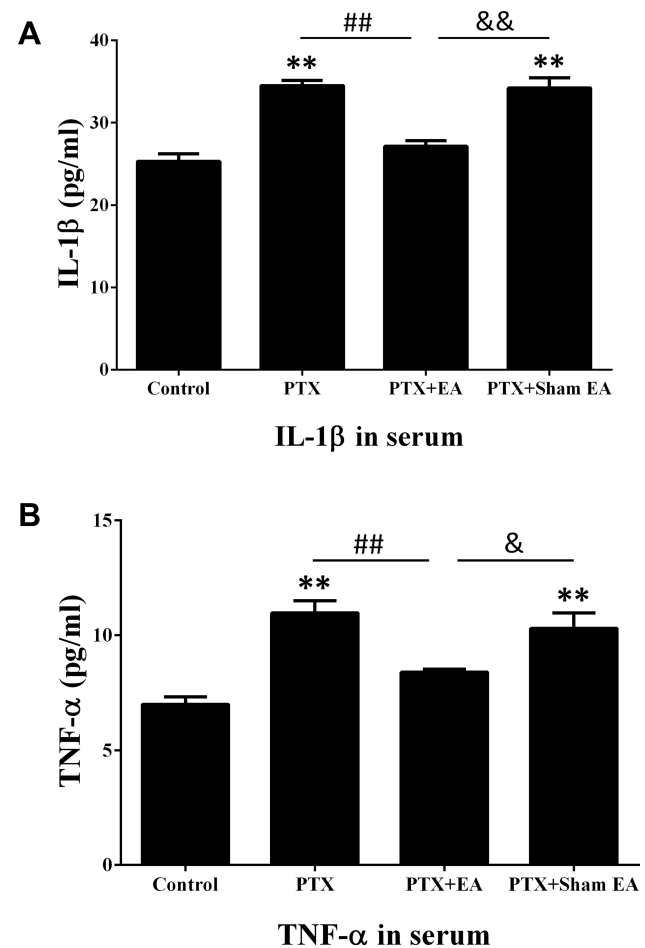 A
## &&
40
** **
30
20
10
0
IL-1β (pg/ml)
Control PTX PTX+EA PTX+Sham EA
IL-1β in serum
B
15
## &
** **
10
5
0
TNF-α (pg/ml)
Control PTX PTX+EA PTX+Sham EA
TNF-α in serum